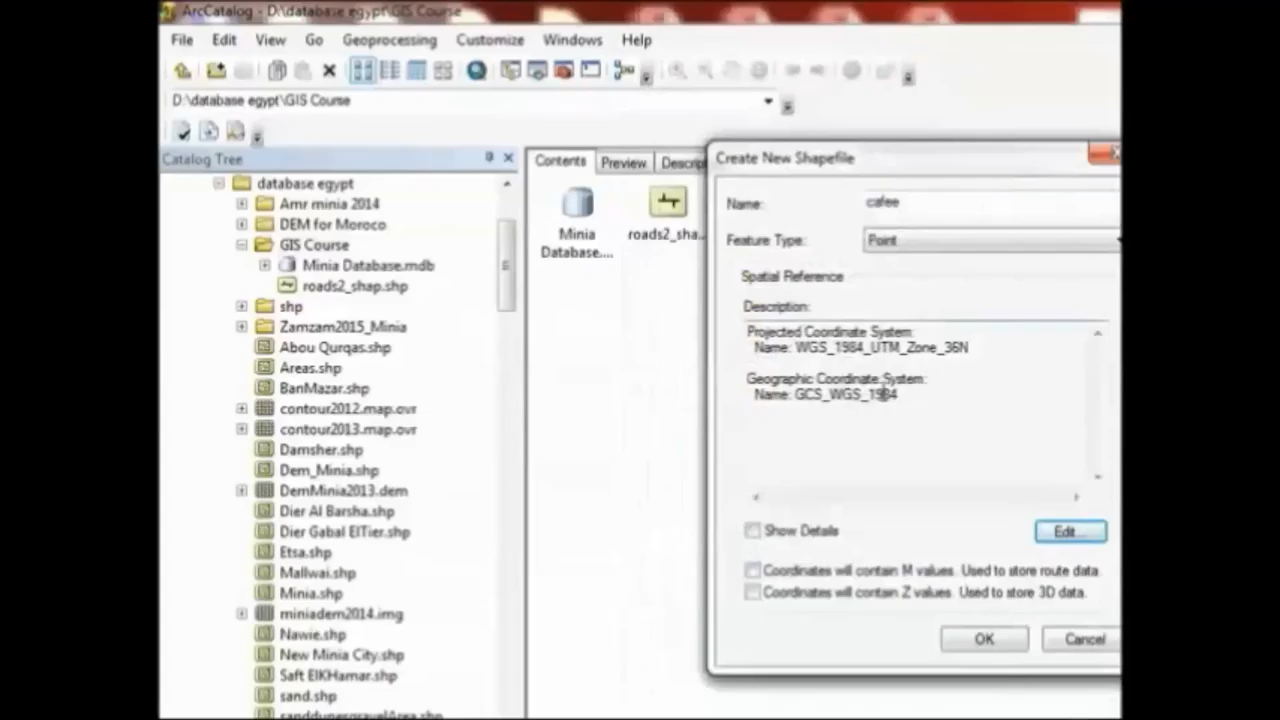 ArcCatalog - D:\database egypt\GIS Course
File Edit View Go Geoprocessing Customize Windows Help
D:\database egypt\GIS Course
Catalog Tree
database egypt
Amr minia 2014
DEM for Moroco
GIS Course
Minia Database.mdb
roads2_shap.shp
shp
Zamzam2015_Minia
Abou Qurqas.shp
Areas.shp
BanMazar.shp
contour2012.map.ovr
contour2013.map.ovr
Damsher.shp
Dem_Minia.shp
DemMinia2013.dem
Dier Al Barsha.shp
Dier Gabal ElTier.shp
Etsa.shp
Mallwai.shp
Minia.shp
miniadem2014.img
Nawie.shp
New Minia City.shp
Saft ElKHamar.shp
sand.shp
Contents Preview Descrip
Minia
Database....
roads2_sha...
Create New Shapefile
Name: cafee
Feature Type: Point
Spatial Reference
Description:
Projected Coordinate System:
Name: WGS_1984_UTM_Zone_36N
Geographic Coordinate System:
Name: GCS_WGS_1984
Show Details
Edit...
Coordinates will contain M values. Used to store route data.
Coordinates will contain Z values. Used to store 3D data.
OK Cancel